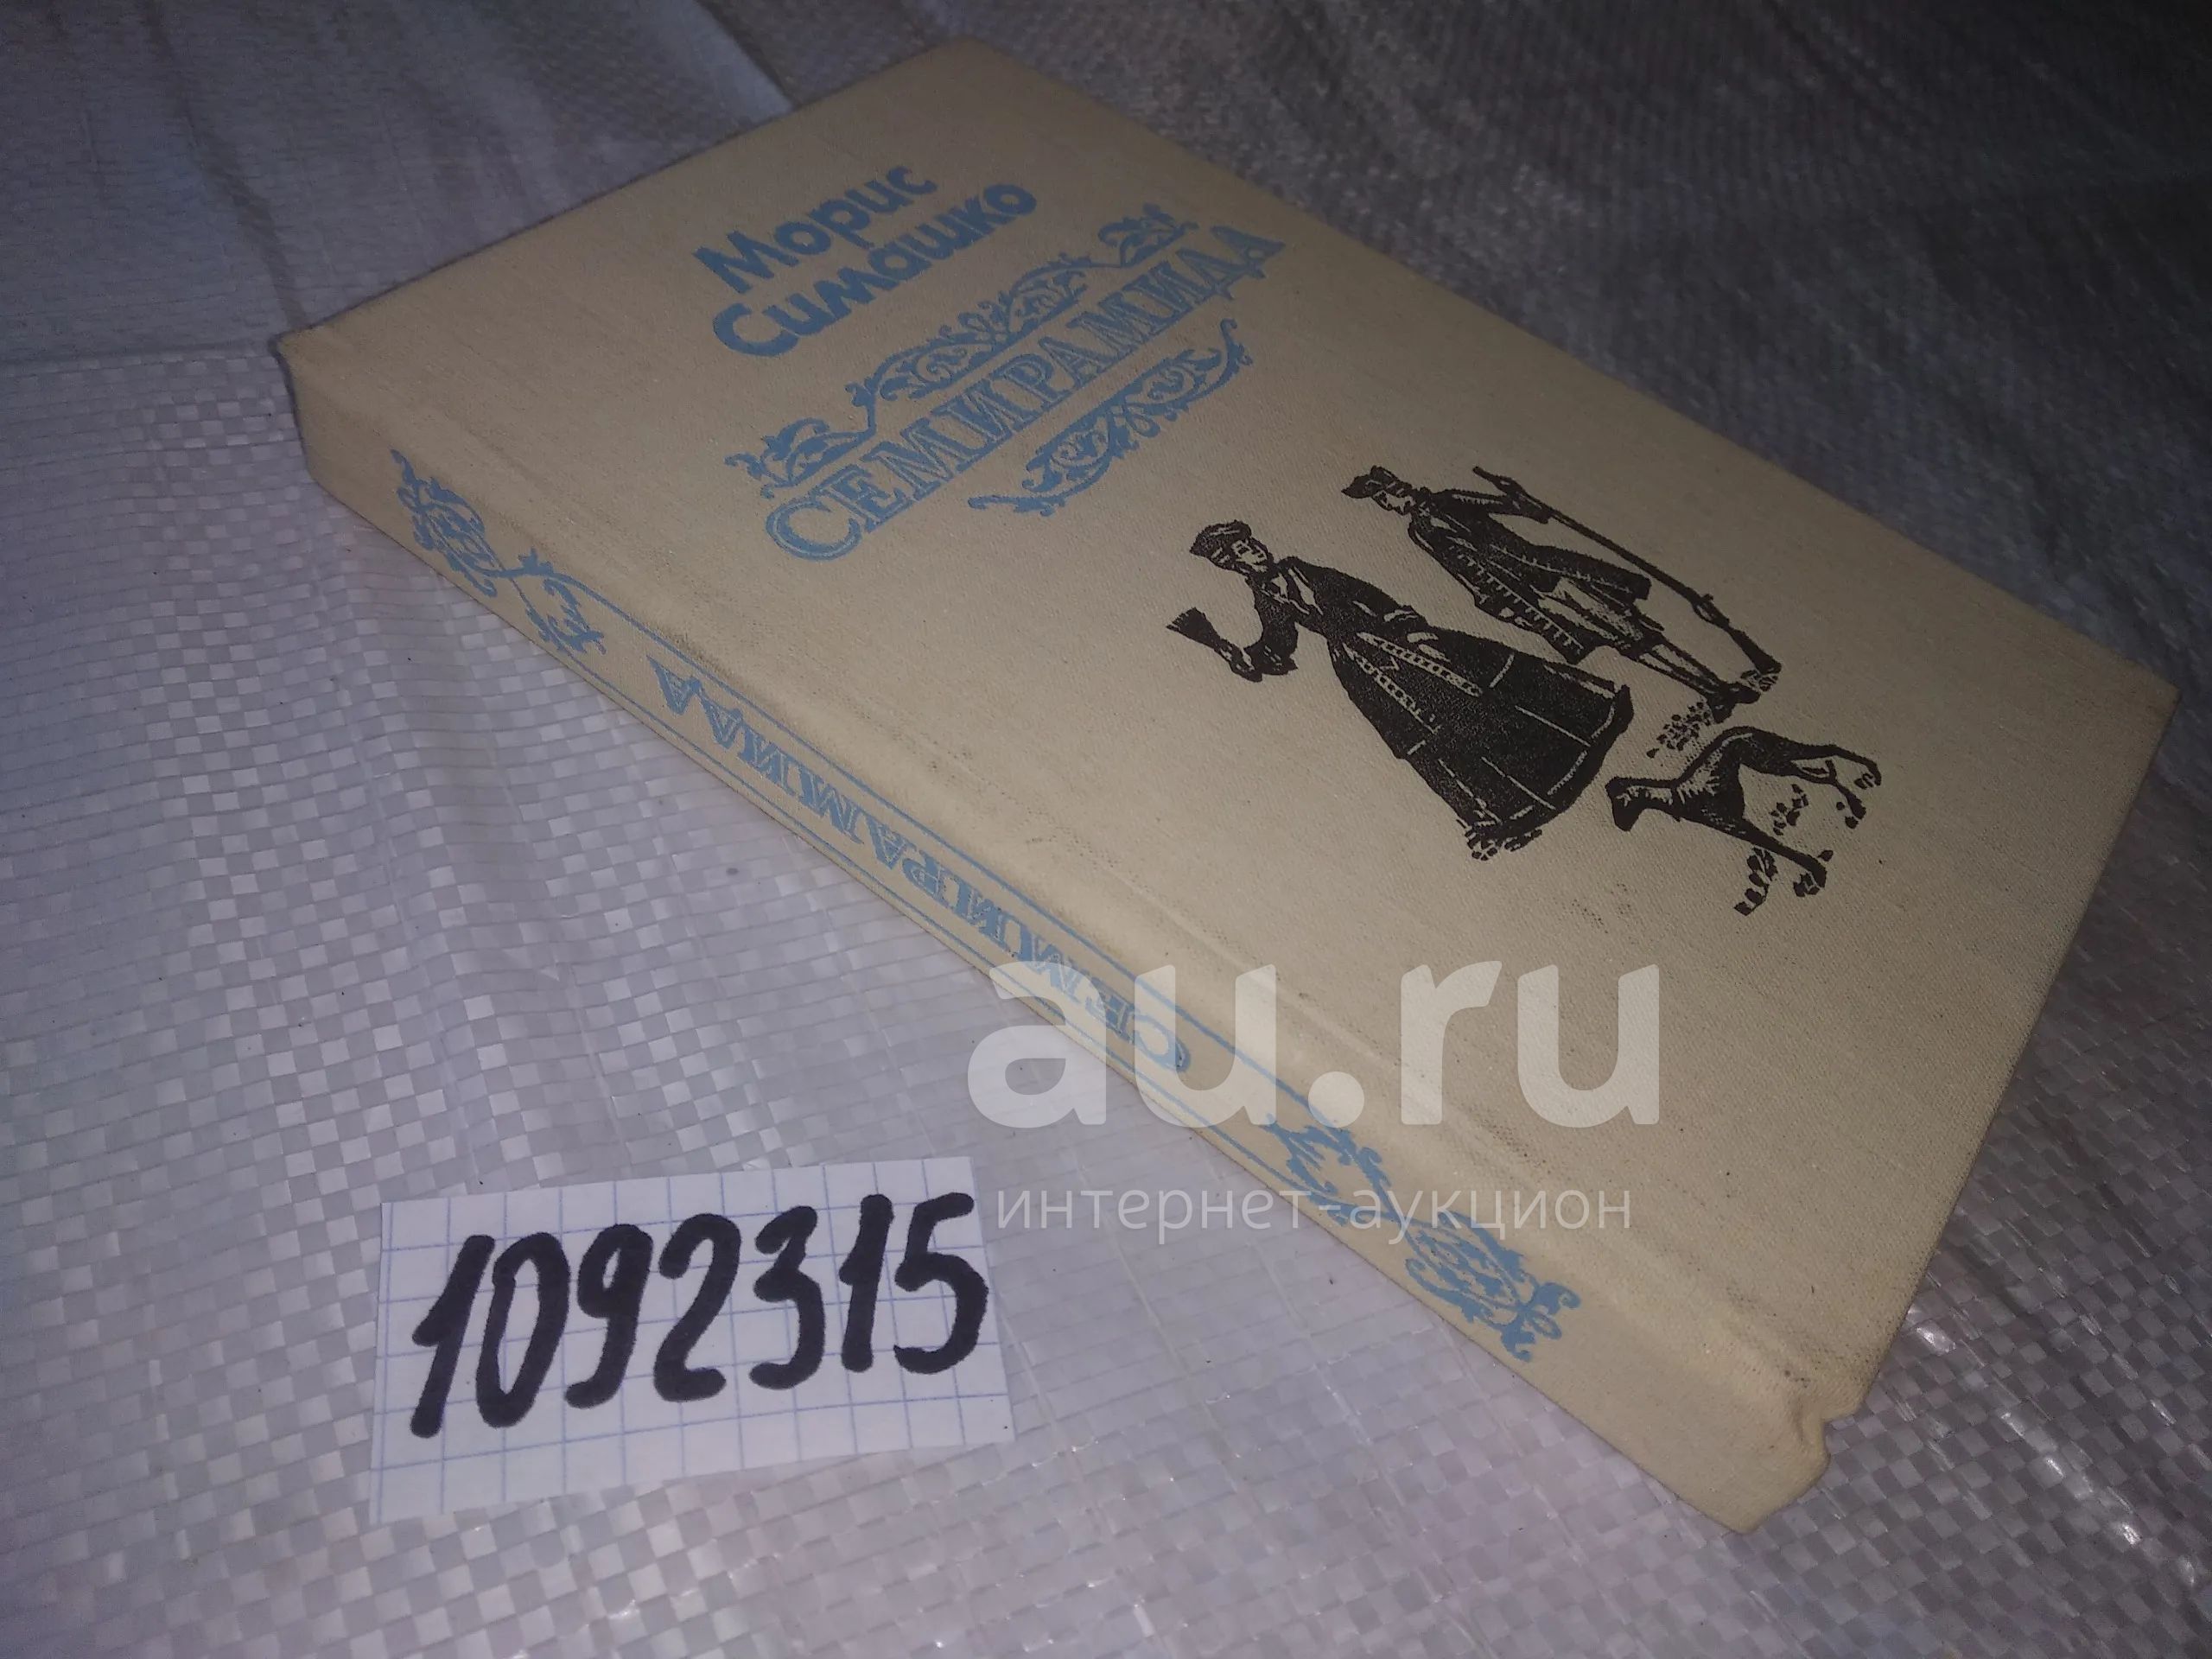 Морис
Симашко
СЕМИРАМИДА
СЕМИРАМИДА
au.ru
интернет-аукцион
1092315